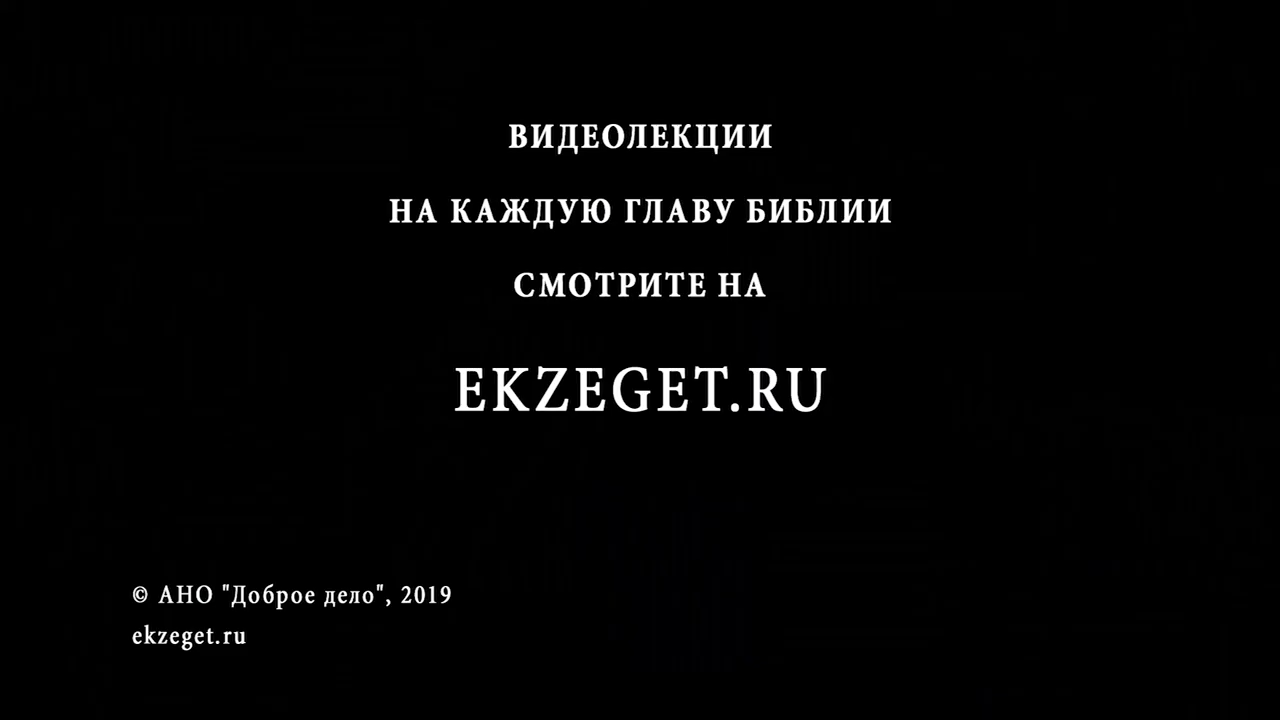 ВИДЕОЛЕКЦИИ
НА КАЖДУЮ ГЛАВУ БИБЛИИ
СМОТРИТЕ НА
EKZEGET.RU
© АНО "Доброе дело", 2019
ekzeget.ru